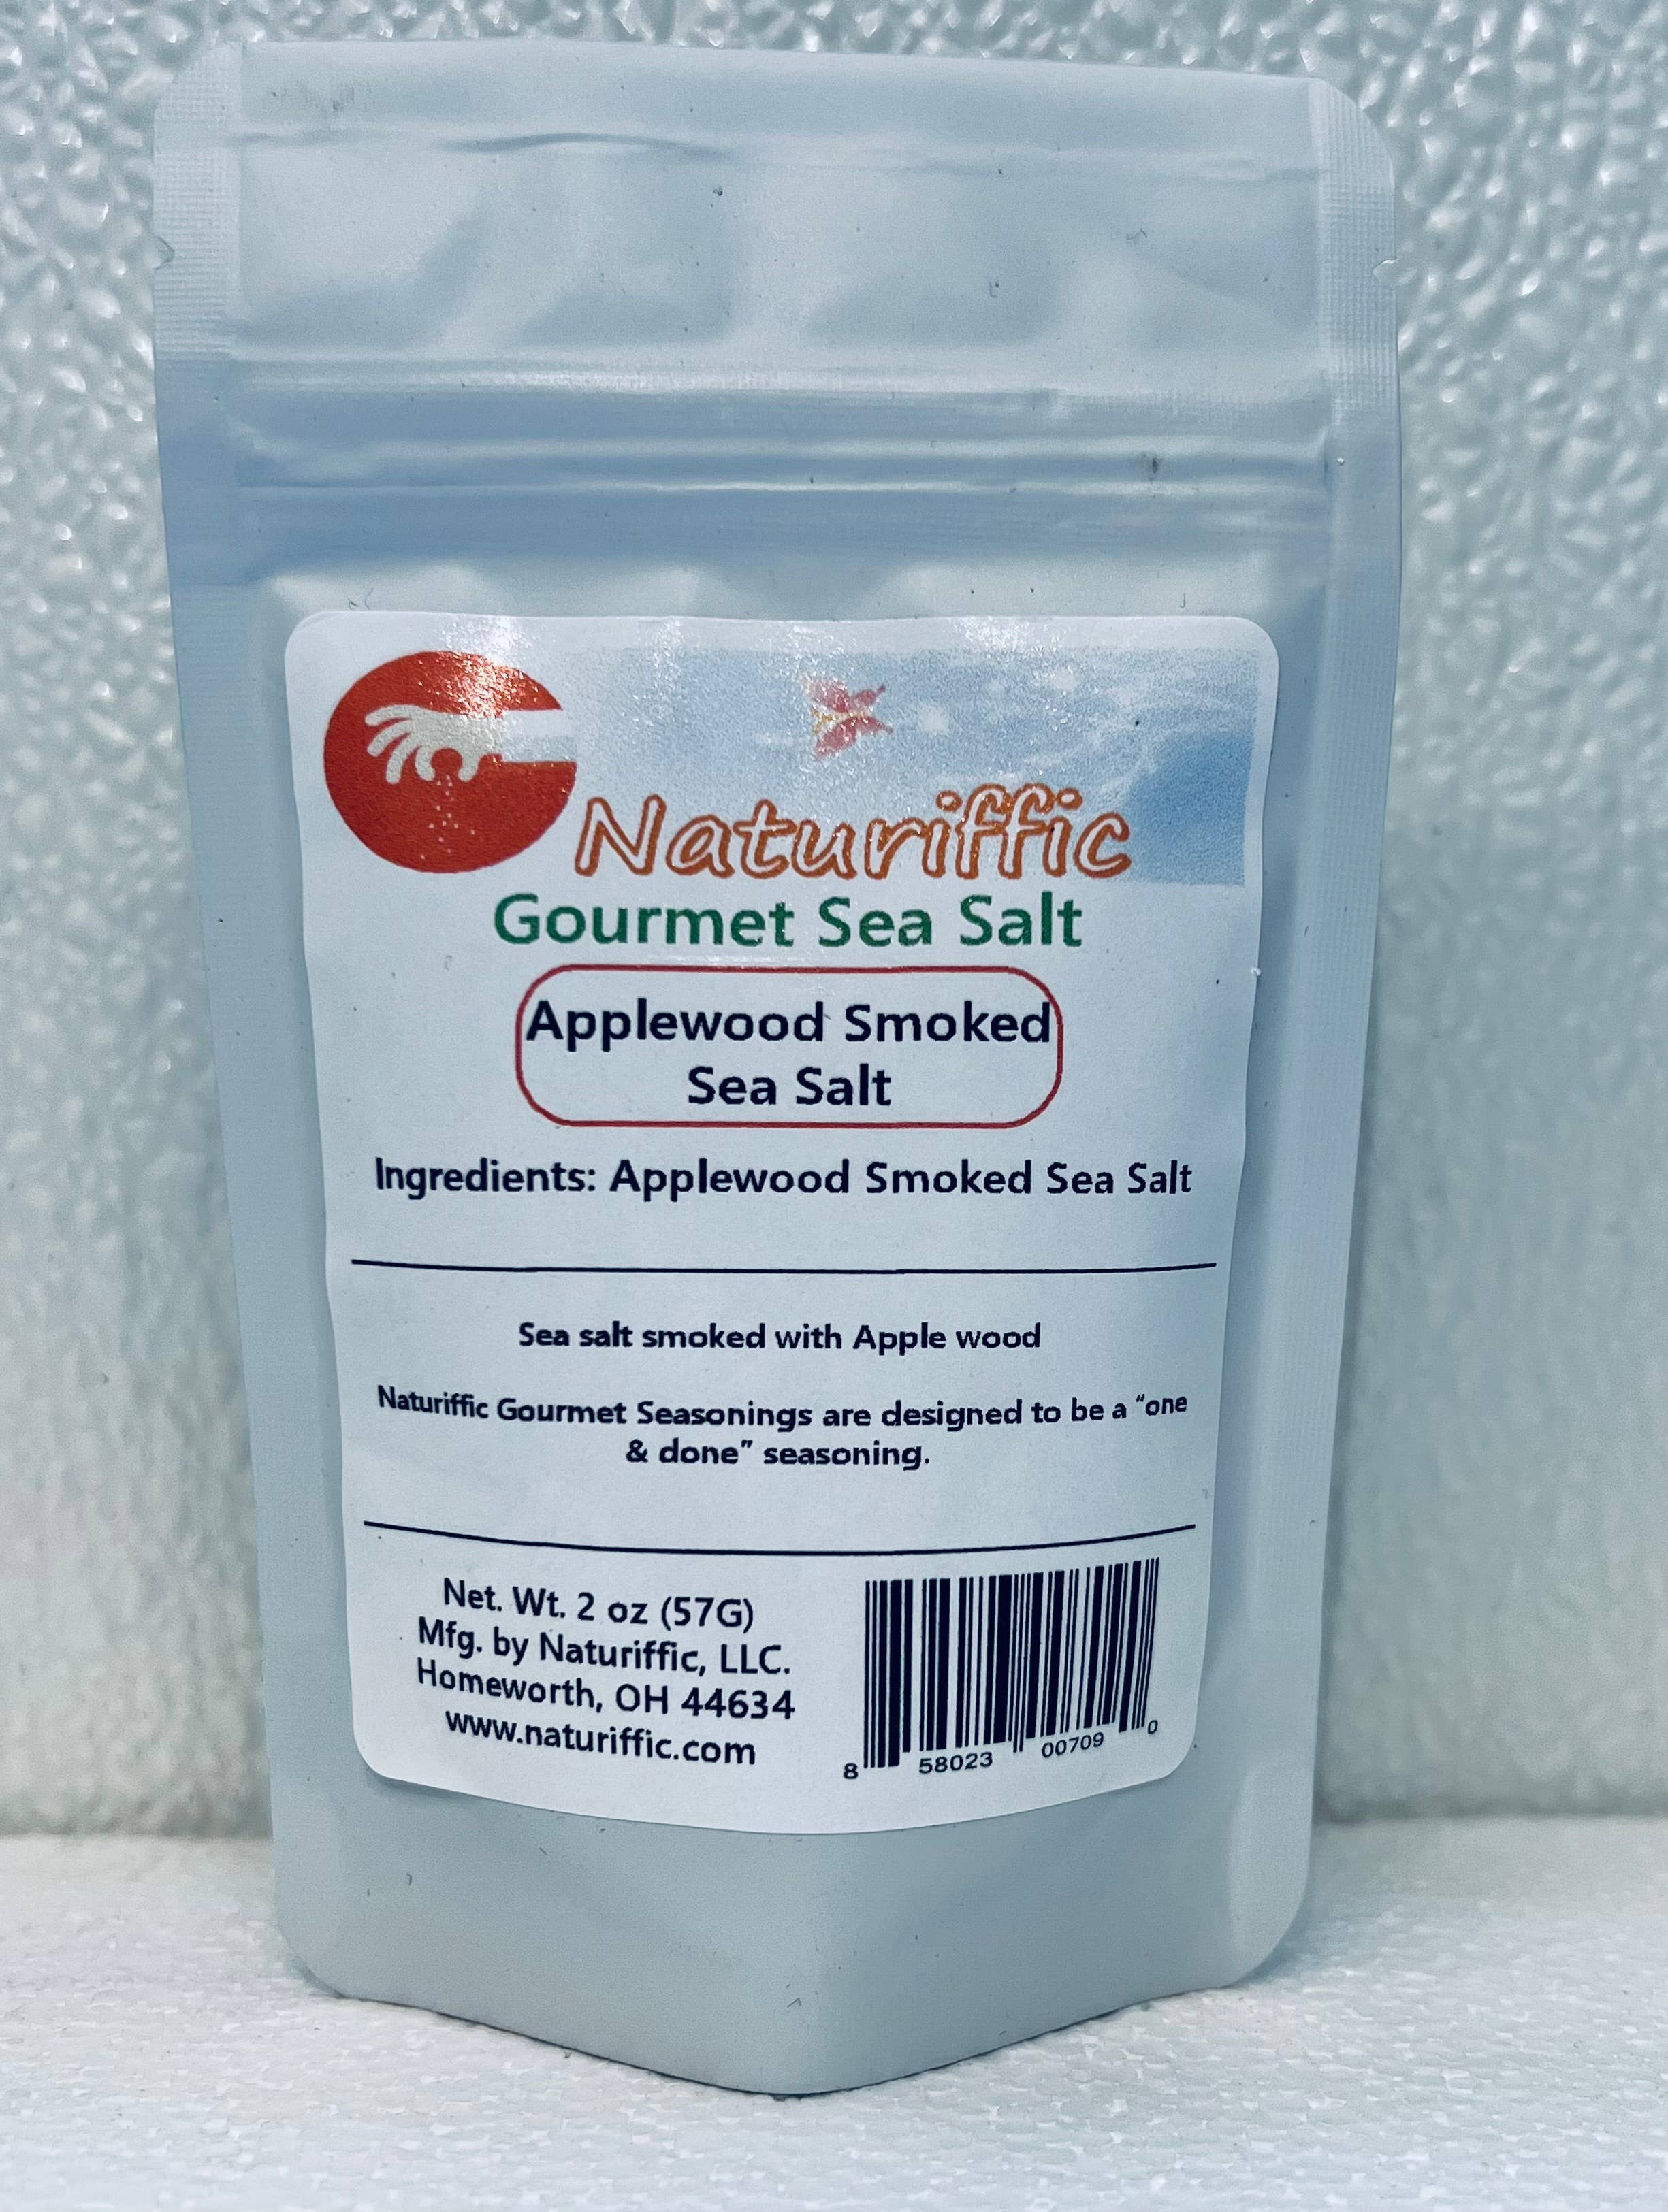 Naturiffic
Gourmet Sea Salt
Applewood Smoked
Sea Salt
Ingredients: Applewood Smoked Sea Salt
Sea salt smoked with Apple wood
Naturiffic Gourmet Seasonings are designed to be a “one
& done” seasoning.
Net. Wt. 2 oz (57G)
Mfg. by Naturiffic, LLC.
Homeworth, OH 44634
www.naturiffic.com
8 58023 00709 0